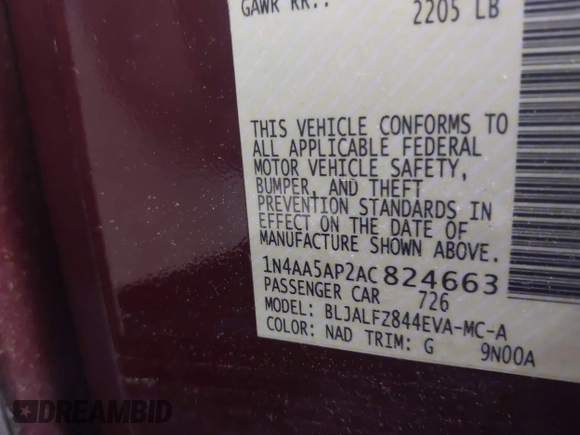 GAWR RR.: 2205 LB
THIS VEHICLE CONFORMS TO
ALL APPLICABLE FEDERAL
MOTOR VEHICLE SAFETY,
BUMPER, AND THEFT
PREVENTION STANDARDS IN
EFFECT ON THE DATE OF
MANUFACTURE SHOWN ABOVE.
1N4AA5AP2AC824663
PASSENGER CAR 726
MODEL: BLJALFZ844EVA-MC-A
COLOR: NAD TRIM: G 9N00A
DREAMBID